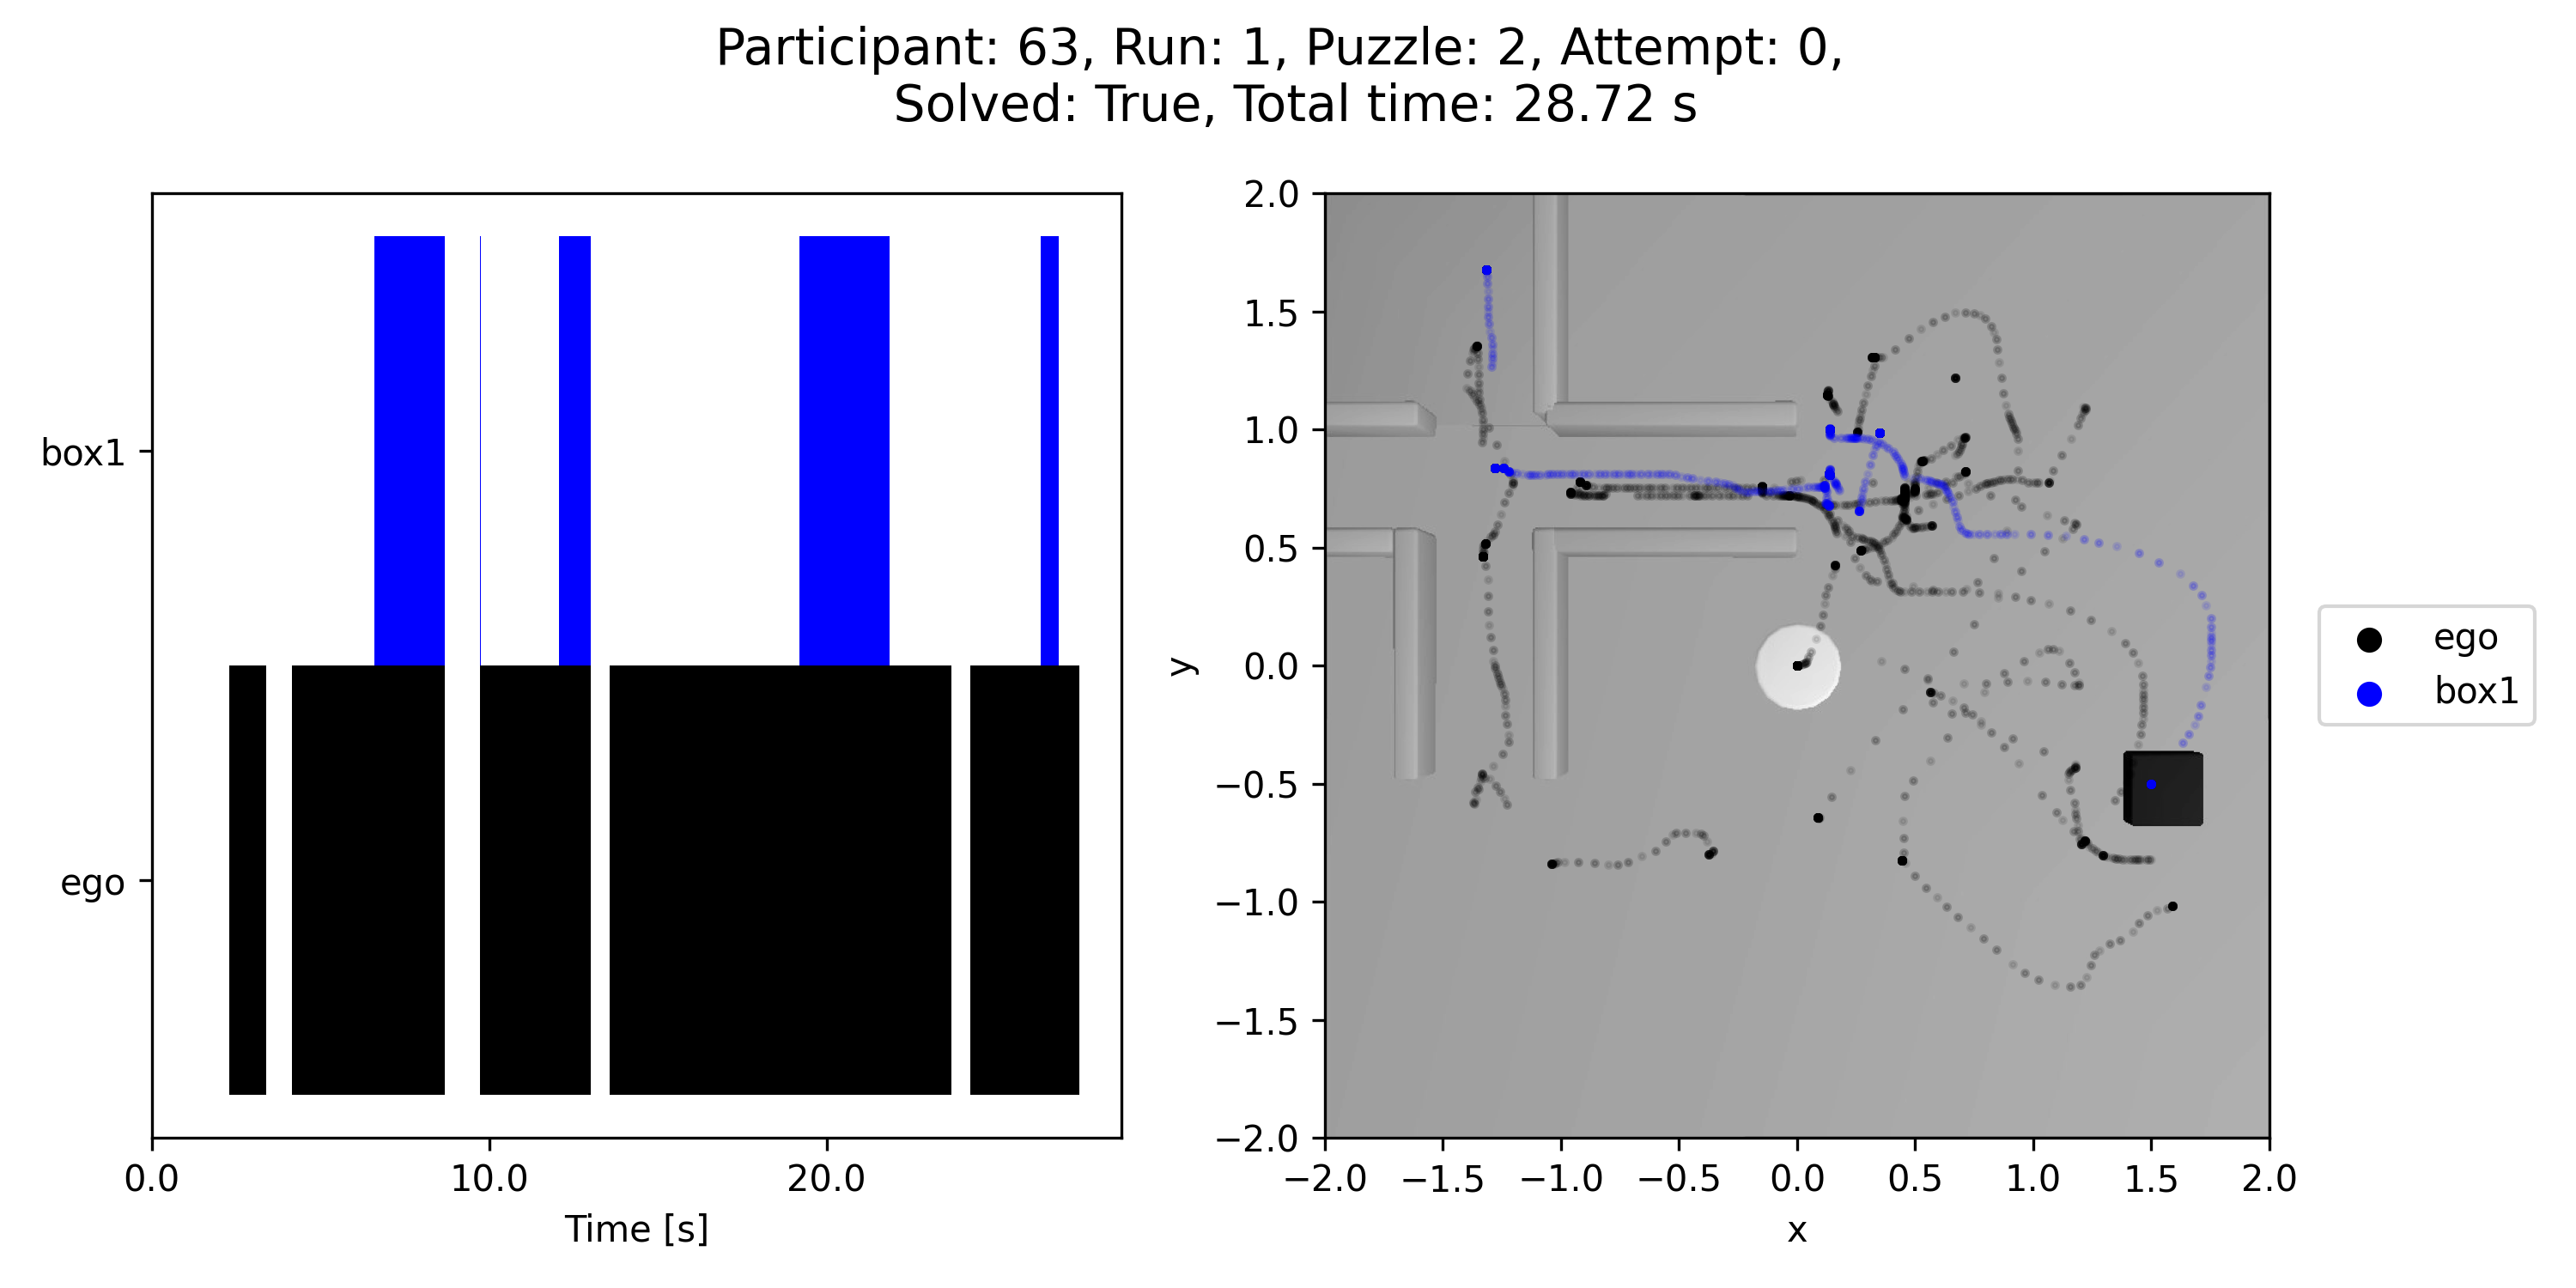 Participant: 63, Run: 1, Puzzle: 2, Attempt: 0,
Solved: True, Total time: 28.72 s
box1
ego
0.0 10.0 20.0
Time [s]
2.0
1.5
1.0
0.5
0.0
−0.5
−1.0
−1.5
−2.0
y
−2.0 −1.5 −1.0 −0.5 0.0 0.5 1.0 1.5 2.0
x
ego
box1